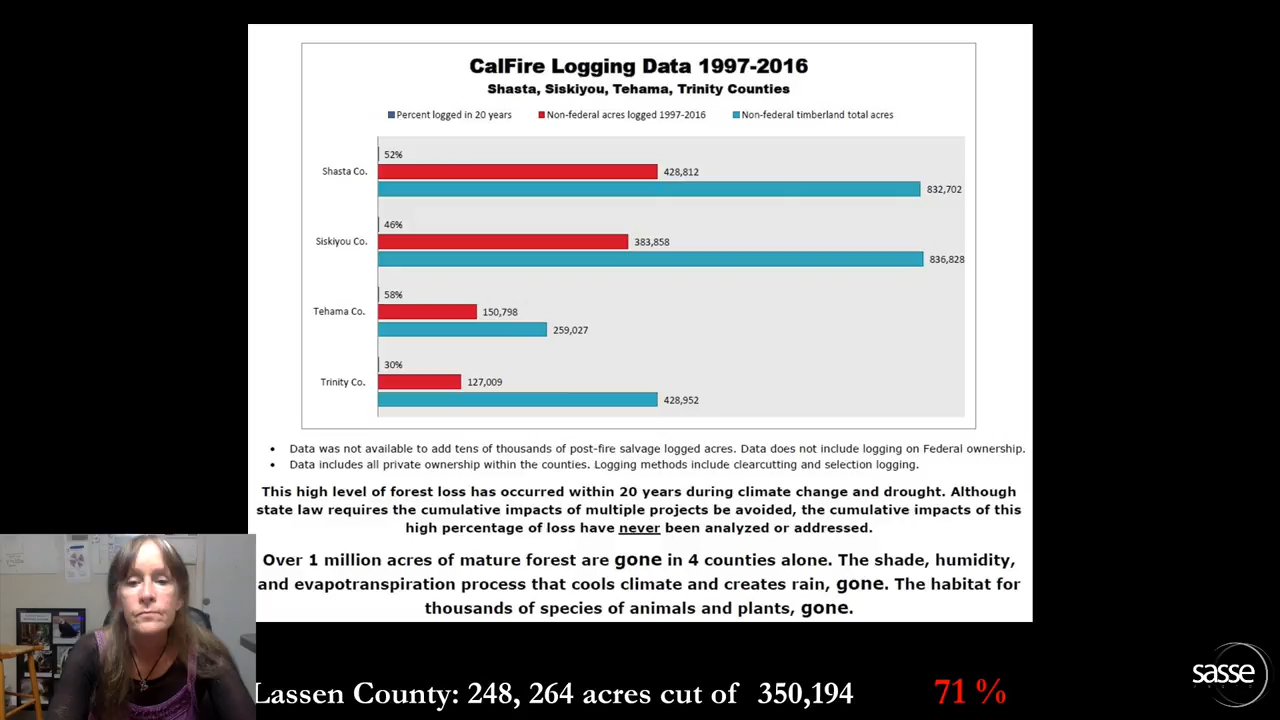 CalFire Logging Data 1997-2016
Shasta, Siskiyou, Tehama, Trinity Counties
Percent logged in 20 years Non-federal acres logged 1997-2016 Non-federal timberland total acres
52%
Shasta Co. 428,812
832,702
46%
Siskiyou Co. 383,858
836,828
58%
Tehama Co. 150,798
259,027
30%
Trinity Co. 127,009
428,952
• Data was not available to add tens of thousands of post-fire salvage logged acres. Data does not include logging on Federal ownership.
• Data includes all private ownership within the counties. Logging methods include clearcutting and selection logging.
This high level of forest loss has occurred within 20 years during climate change and drought. Although
state law requires the cumulative impacts of multiple projects be avoided, the cumulative impacts of this
high percentage of loss have never been analyzed or addressed.
Over 1 million acres of mature forest are gone in 4 counties alone. The shade, humidity,
and evapotranspiration process that cools climate and creates rain, gone. The habitat for
thousands of species of animals and plants, gone.
Lassen County: 248, 264 acres cut of 350,194 71 %
sasse